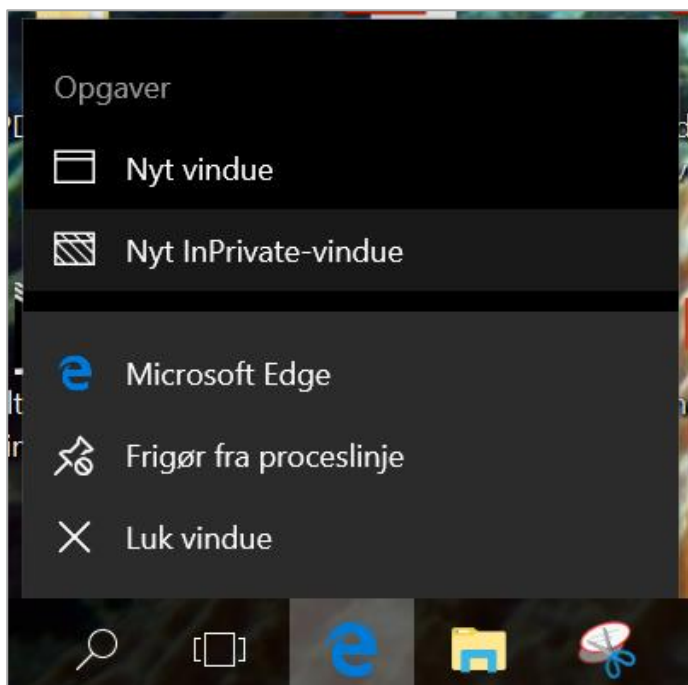 Opgaver
Nyt vindue
Nyt InPrivate-vindue
Microsoft Edge
Frigør fra proceslinje
Luk vindue